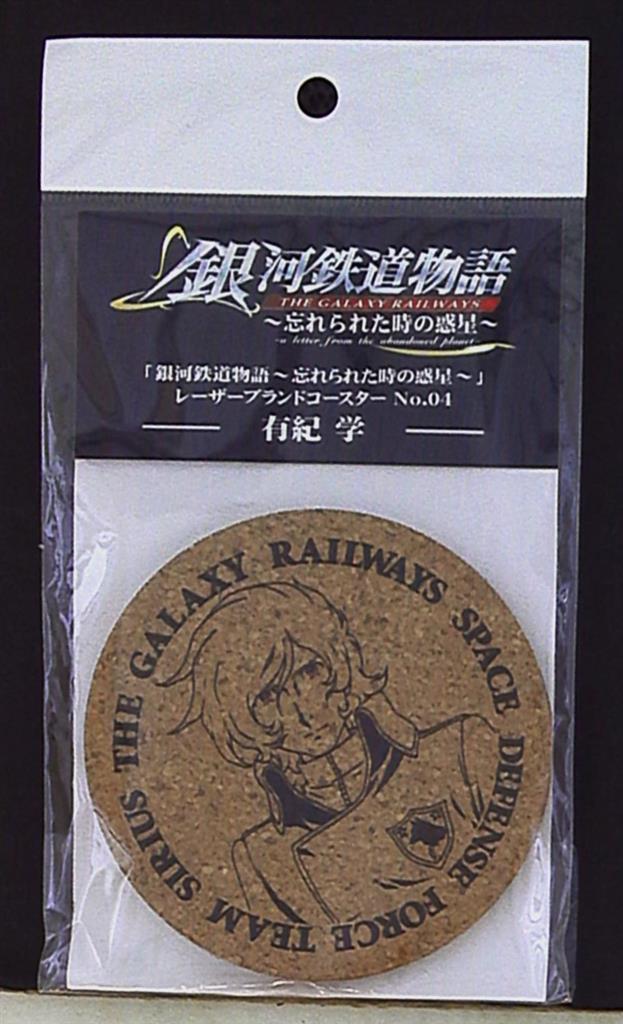 銀河鉄道物語
THE GALAXY RAILWAYS
～忘れられた時の惑星～
-a letter from the abandoned planet-
「銀河鉄道物語～忘れられた時の惑星～」
レーザーブランドコースター No.04
有紀 学
THE GALAXY RAILWAYS SPACE DEFENSE FORCE TEAM SIRIUS